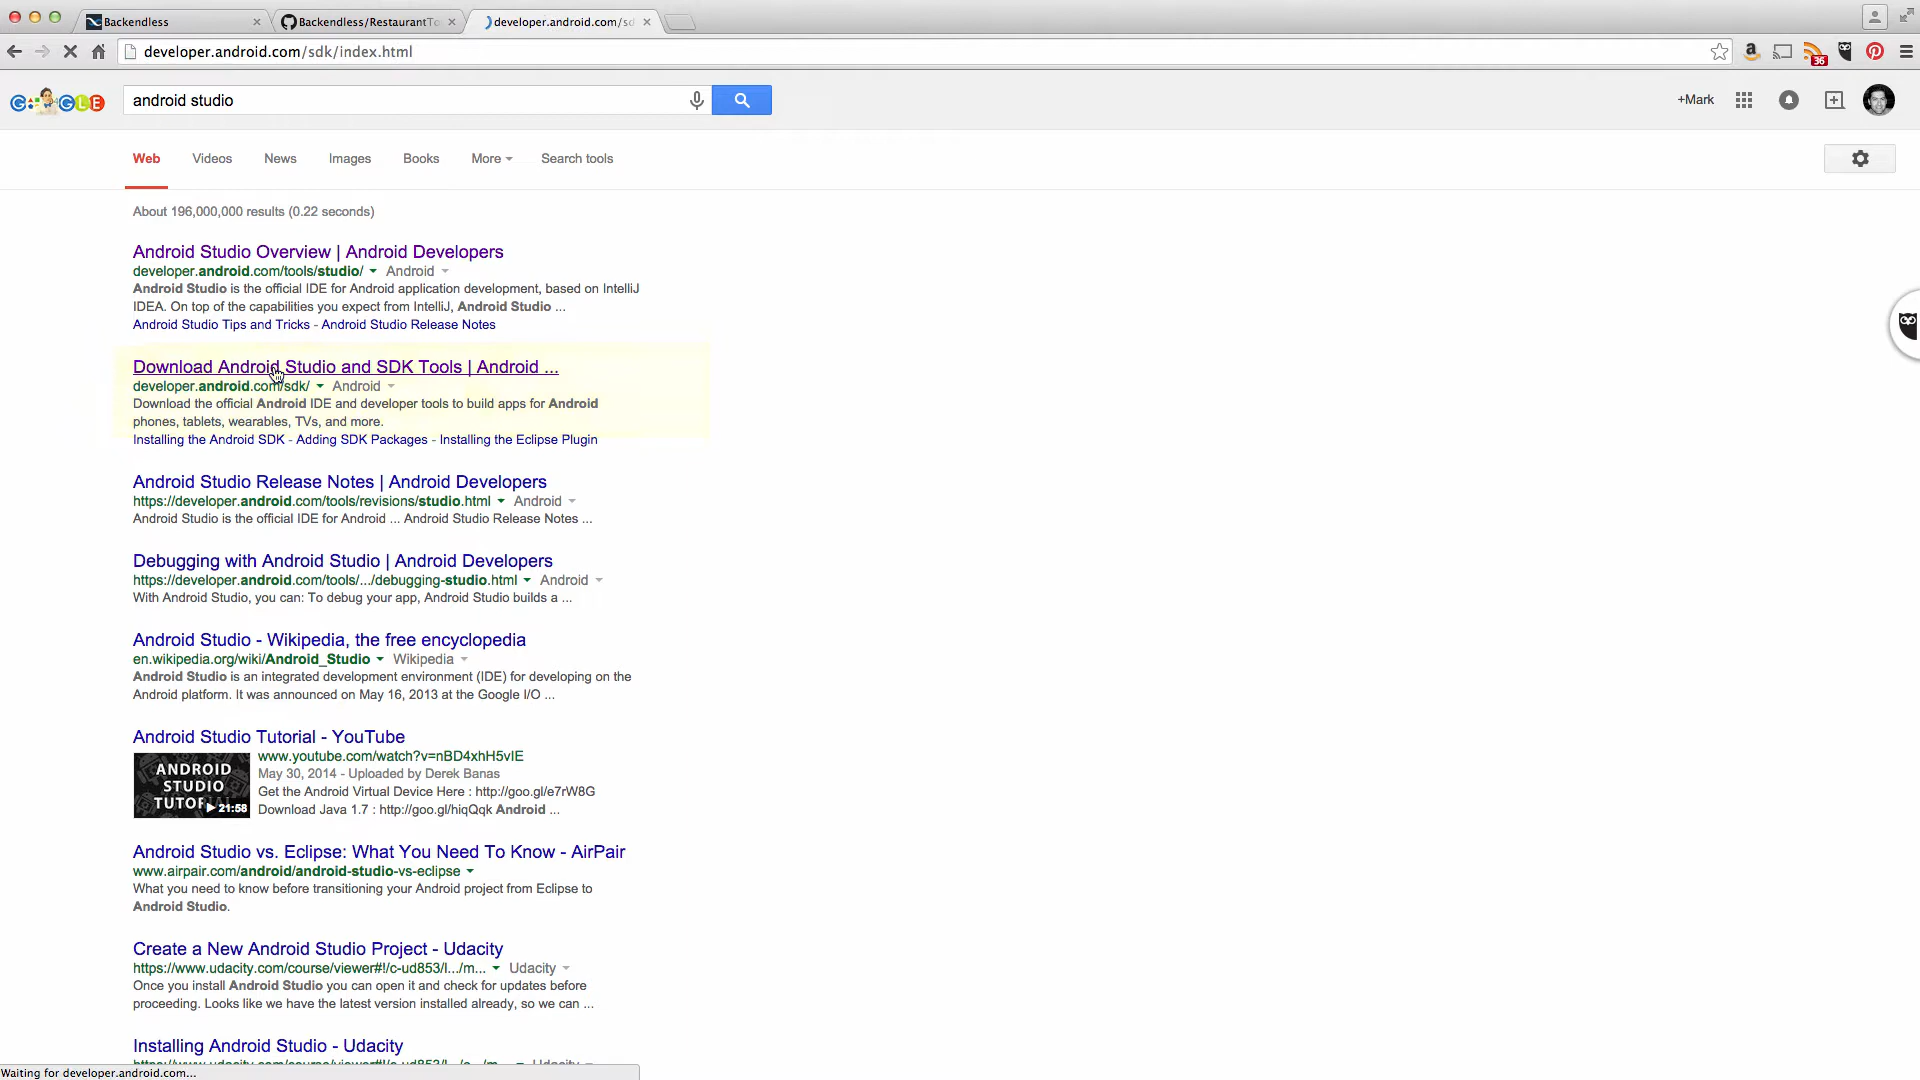 Backendless
Backendless/RestaurantTo
developer.android.com/sd
developer.android.com/sdk/index.html
36
GOOGLE
android studio
+Mark
Web Videos News Images Books More Search tools
About 196,000,000 results (0.22 seconds)
Android Studio Overview | Android Developers
developer.android.com/tools/studio/ Android
Android Studio is the official IDE for Android application development, based on IntelliJ
IDEA. On top of the capabilities you expect from IntelliJ, Android Studio ...
Android Studio Tips and Tricks - Android Studio Release Notes
Download Android Studio and SDK Tools | Android ...
developer.android.com/sdk/ Android
Download the official Android IDE and developer tools to build apps for Android
phones, tablets, wearables, TVs, and more.
Installing the Android SDK - Adding SDK Packages - Installing the Eclipse Plugin
Android Studio Release Notes | Android Developers
https://developer.android.com/tools/revisions/studio.html Android
Android Studio is the official IDE for Android ... Android Studio Release Notes ...
Debugging with Android Studio | Android Developers
https://developer.android.com/tools/.../debugging-studio.html Android
With Android Studio, you can: To debug your app, Android Studio builds a ...
Android Studio - Wikipedia, the free encyclopedia
en.wikipedia.org/wiki/Android_Studio Wikipedia
Android Studio is an integrated development environment (IDE) for developing on the
Android platform. It was announced on May 16, 2013 at the Google I/O ...
Android Studio Tutorial - YouTube
ANDROID
STUDIO
TUTOR
21:58
www.youtube.com/watch?v=nBD4xhH5vIE
May 30, 2014 - Uploaded by Derek Banas
Get the Android Virtual Device Here : http://goo.gl/e7rW8G
Download Java 1.7 : http://goo.gl/hiqQqk Android ...
Android Studio vs. Eclipse: What You Need To Know - AirPair
www.airpair.com/android/android-studio-vs-eclipse
What you need to know before transitioning your Android project from Eclipse to
Android Studio.
Create a New Android Studio Project - Udacity
https://www.udacity.com/course/viewer#!/c-ud853/l.../m... Udacity
Once you install Android Studio you can open it and check for updates before
proceeding. Looks like we have the latest version installed already, so we can ...
Installing Android Studio - Udacity
Waiting for developer.android.com...